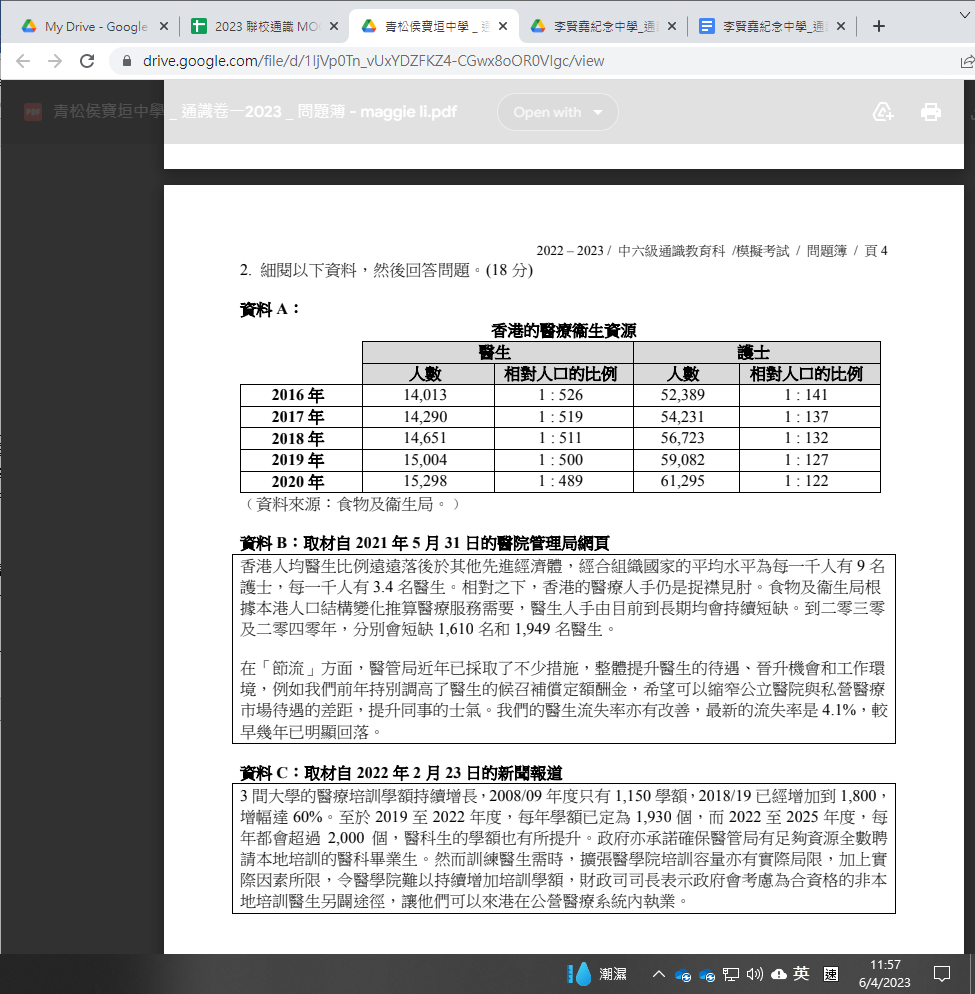 My Drive - Google
2023 聯校通識 MO
青松侯寶垣中學 _ 通
李賢堯紀念中學_通
李賢堯紀念中學_通
drive.google.com/file/d/1IjVp0Tn_vUxYDZFKZ4-CGwx8oOR0VIgc/view
PDF
青松侯寶垣中學 _ 通識卷一2023 _ 問題簿 - maggie li.pdf
Open with
2022 – 2023 / 中六級通識教育科 /模擬考試 / 問題簿 / 頁 4
2. 細閱以下資料，然後回答問題。(18 分)
資料 A：
香港的醫療衞生資源
醫生 護士
人數 相對人口的比例 人數 相對人口的比例
2016 年 14,013 1 : 526 52,389 1 : 141
2017 年 14,290 1 : 519 54,231 1 : 137
2018 年 14,651 1 : 511 56,723 1 : 132
2019 年 15,004 1 : 500 59,082 1 : 127
2020 年 15,298 1 : 489 61,295 1 : 122
（資料來源：食物及衞生局。）
資料 B：取材自 2021 年 5 月 31 日的醫院管理局網頁
香港人均醫生比例遠遠落後於其他先進經濟體，經合組織國家的平均水平為每一千人有 9 名
護士，每一千人有 3.4 名醫生。相對之下，香港的醫療人手仍是捉襟見肘。食物及衞生局根
據本港人口結構變化推算醫療服務需要，醫生人手由目前到長期均會持續短缺。到二零三零
及二零四零年，分別會短缺 1,610 名和 1,949 名醫生。
在「節流」方面，醫管局近年已採取了不少措施，整體提升醫生的待遇、晉升機會和工作環
境，例如我們前年特別調高了醫生的候召補償定額酬金，希望可以縮窄公立醫院與私營醫療
市場待遇的差距，提升同事的士氣。我們的醫生流失率亦有改善，最新的流失率是 4.1%，較
早幾年已明顯回落。
資料 C：取材自 2022 年 2 月 23 日的新聞報道
3 間大學的醫療培訓學額持續增長，2008/09 年度只有 1,150 學額，2018/19 已經增加到 1,800，
增幅達 60%。至於 2019 至 2022 年度，每年學額已定為 1,930 個，而 2022 至 2025 年度，每
年都會超過 2,000 個，醫科生的學額也有所提升。政府亦承諾確保醫管局有足夠資源全數聘
請本地培訓的醫科畢業生。然而訓練醫生需時，擴張醫學院培訓容量亦有實際局限，加上實
際因素所限，令醫學院難以持續增加培訓學額，財政司司長表示政府會考慮為合資格的非本
地培訓醫生另闢途徑，讓他們可以來港在公營醫療系統內執業。
潮濕
英
速
11:57
6/4/2023